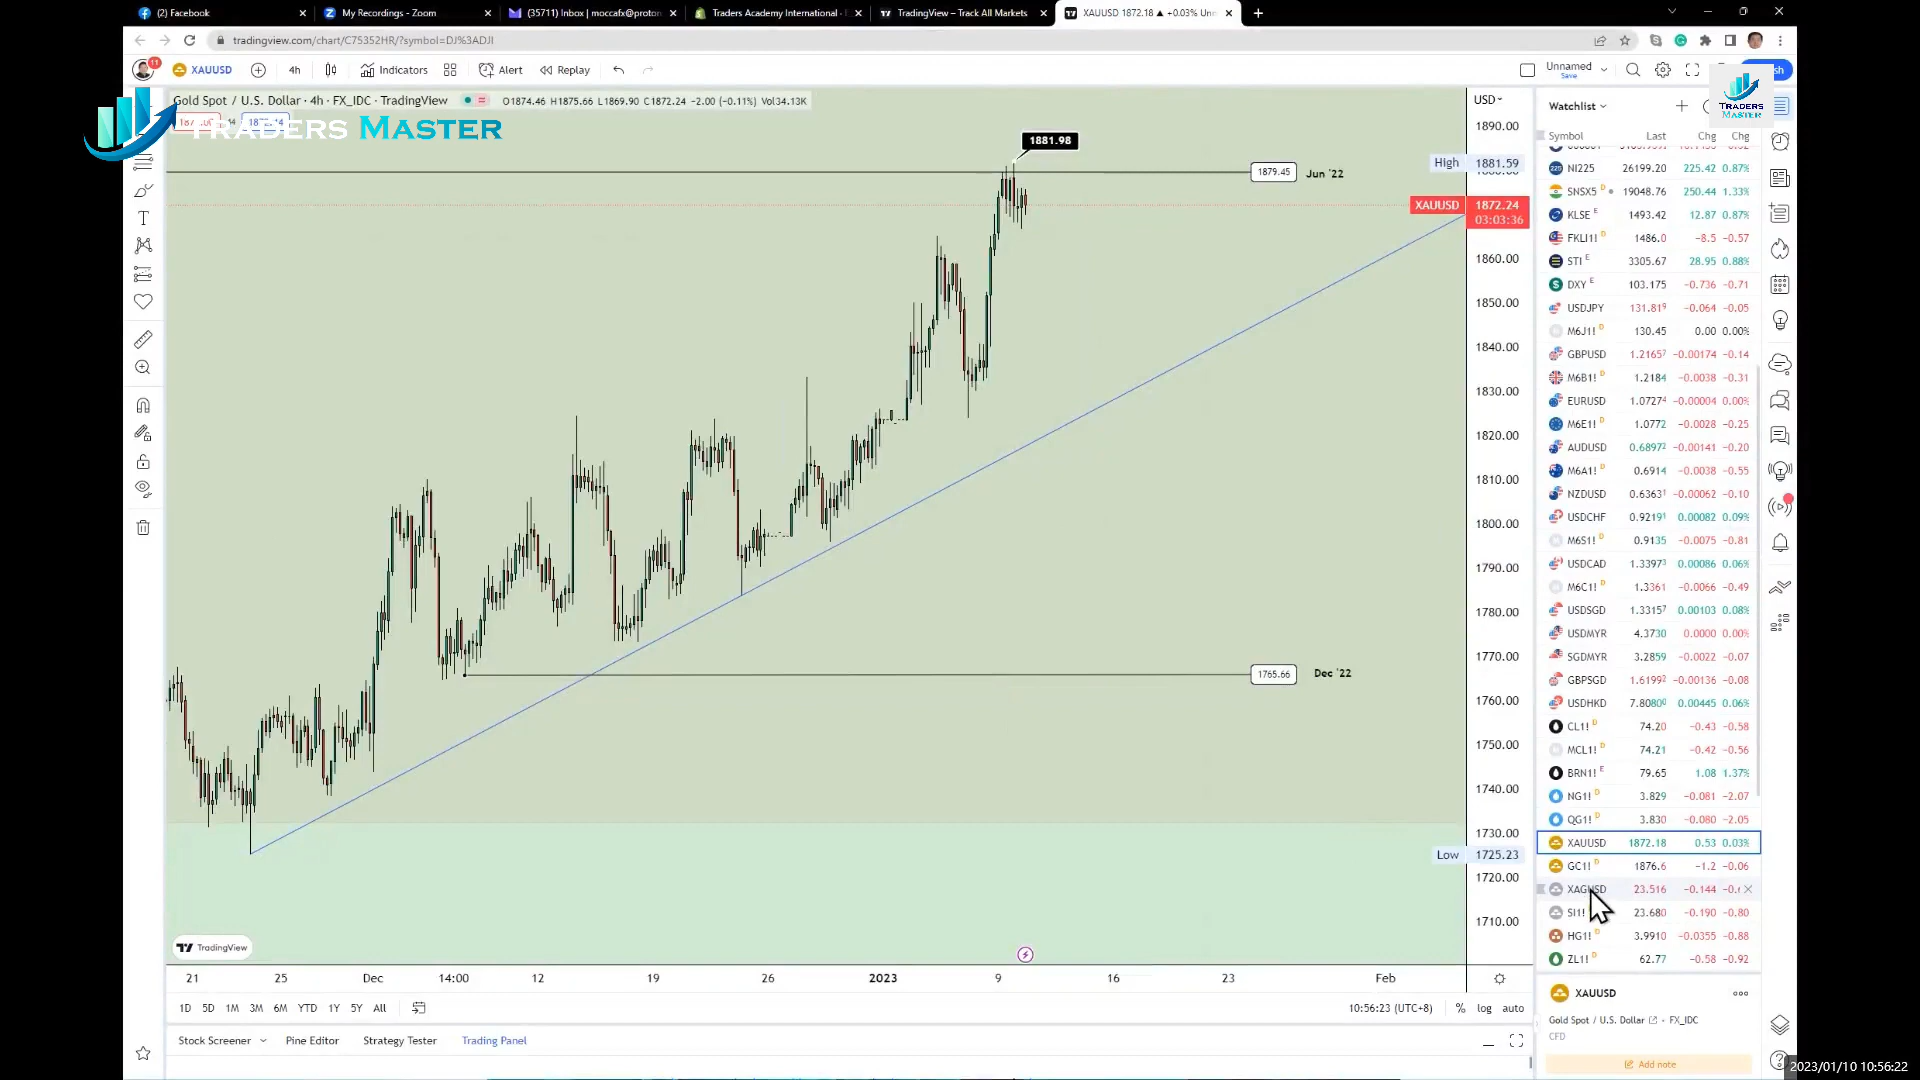 (2) Facebook
My Recordings - Zoom
(35711) Inbox | moccafx@proton
Traders Academy International -
TradingView – Track All Markets
XAUUSD 1872.18 ▲ +0.03% Unn
tradingview.com/chart/C75352HR/?symbol=DJ%3ADJI
11
XAUUSD
4h
Indicators
Alert
Replay
Unnamed
Save
Gold Spot / U.S. Dollar · 4h · FX_IDC · TradingView
O1874.46 H1875.66 L1869.90 C1872.24 −2.00 (−0.11%) Vol34.13K
TRADERS MASTER
TRADERS
MASTER
USD
1890.00
High 1881.59
XAUUSD 1872.24
03:03:36
1860.00
1850.00
1840.00
1830.00
1820.00
1810.00
1800.00
1790.00
1780.00
1770.00
1760.00
1750.00
1740.00
1730.00
Low 1725.23
1720.00
1710.00
1881.98
1879.45 Jun '22
1765.66 Dec '22
TradingView
21 25 Dec 14:00 12 19 26 2023 9 16 23 Feb
1D 5D 1M 3M 6M YTD 1Y 5Y All
10:56:23 (UTC+8) % log auto
Stock Screener Pine Editor Strategy Tester Trading Panel
Watchlist
Symbol Last Chg Chg
NI225 26199.20 225.42 0.87%
SNSX5 D 19048.76 250.44 1.33%
KLSE E 1493.42 12.87 0.87%
FKLI1! D 1486.0 −8.5 −0.57
STI E 3305.67 28.95 0.88%
DXY E 103.175 −0.736 −0.71
USDJPY 131.819 −0.064 −0.05
M6J1! D 130.45 0.00 0.00%
GBPUSD 1.21657 −0.00174 −0.14
M6B1! D 1.2184 −0.0038 −0.31
EURUSD 1.07274 −0.00004 0.00%
M6E1! D 1.0772 −0.0028 −0.25
AUDUSD 0.68972 −0.00141 −0.20
M6A1! D 0.6914 −0.0038 −0.55
NZDUSD 0.63631 −0.00062 −0.10
USDCHF 0.92191 0.00082 0.09%
M6S1! D 0.9135 −0.0075 −0.81
USDCAD 1.33973 0.00086 0.06%
M6C1! D 1.3361 −0.0066 −0.49
USDSGD 1.33157 0.00103 0.08%
USDMYR 4.3730 0.0000 0.00%
SGDMYR 3.2859 −0.0022 −0.07
GBPSGD 1.61992 −0.00136 −0.08
USDHKD 7.80800 0.00445 0.06%
CL1! D 74.20 −0.43 −0.58
MCL1! D 74.21 −0.42 −0.56
BRN1! E 79.65 1.08 1.37%
NG1! D 3.829 −0.081 −2.07
QG1! D 3.830 −0.080 −2.05
XAUUSD 1872.18 0.53 0.03%
GC1! D 1876.6 −1.2 −0.06
XAGUSD 23.516 −0.144
SI1! 23.680 −0.190 −0.80
HG1! D 3.9910 −0.0355 −0.88
ZL1! D 62.77 −0.58 −0.92
XAUUSD
Gold Spot / U.S. Dollar · FX_IDC
CFD
Add note
2023/01/10 10:56:22